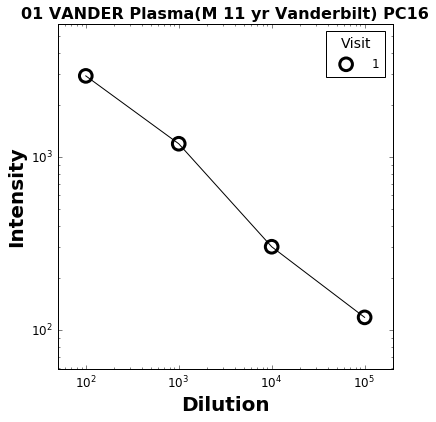 01 VANDER Plasma(M 11 yr Vanderbilt) PC16
Visit
1
Intensity
10³
10²
10² 10³ 10⁴ 10⁵
Dilution